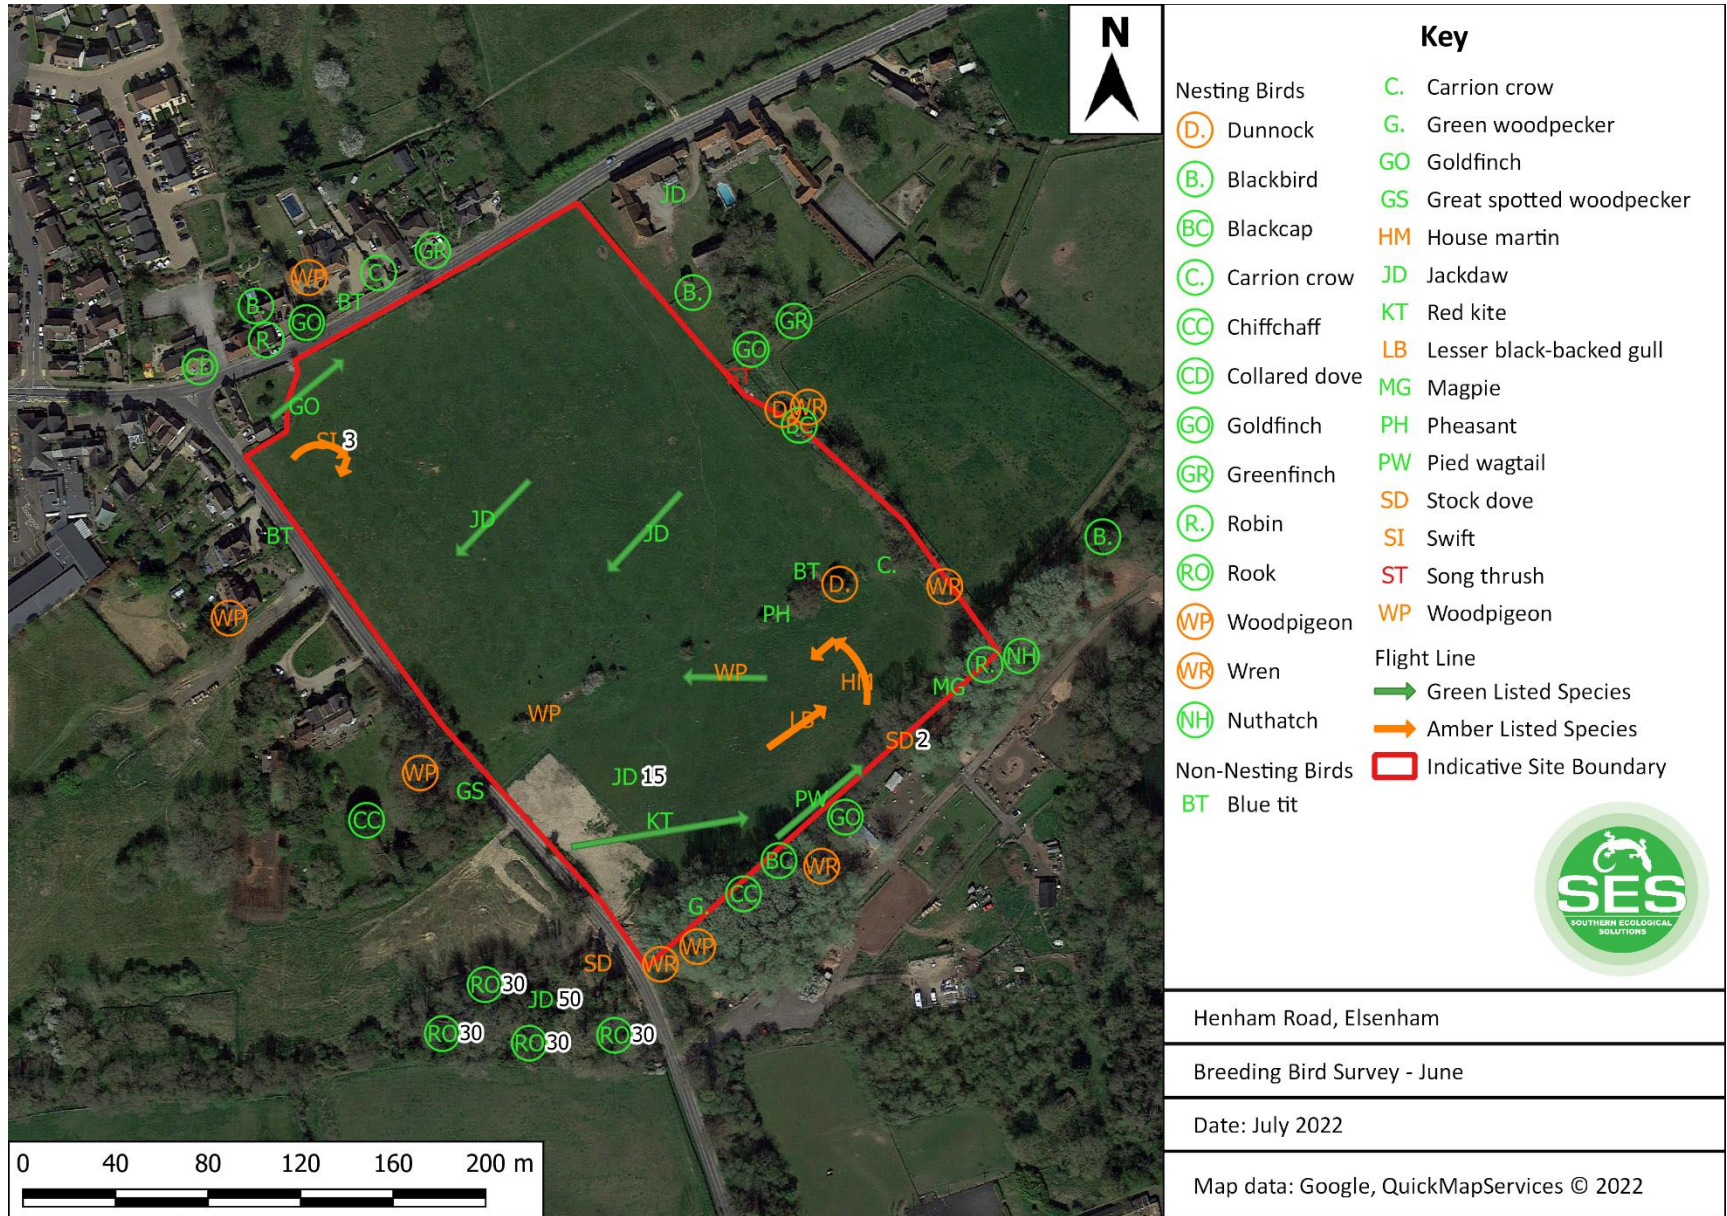 N
JD
GR
C.
WP
BT
B.
GO
R.
CD
B.
GR
GO
ST
D.
WR
BC
GO
SI 3
JD
JD
BT
BT
D.
C.
WR
B.
PH
WP
R.
NH
MG
WP
HM
WP
LB
SD 2
WP
GS
JD 15
PW
GO
CC
KT
BC
WR
CC
G.
WP
SD
WR
RO 30
JD 50
RO 30
RO 30
RO 30
0 40 80 120 160 200 m
Key
Nesting Birds
D. Dunnock
B. Blackbird
BC Blackcap
C. Carrion crow
CC Chiffchaff
CD Collared dove
GO Goldfinch
GR Greenfinch
R. Robin
RO Rook
WP Woodpigeon
WR Wren
NH Nuthatch
Non-Nesting Birds
BT Blue tit
C. Carrion crow
G. Green woodpecker
GO Goldfinch
GS Great spotted woodpecker
HM House martin
JD Jackdaw
KT Red kite
LB Lesser black-backed gull
MG Magpie
PH Pheasant
PW Pied wagtail
SD Stock dove
SI Swift
ST Song thrush
WP Woodpigeon
Flight Line
Green Listed Species
Amber Listed Species
Indicative Site Boundary
SES
SOUTHERN ECOLOGICAL
SOLUTIONS
Henham Road, Elsenham
Breeding Bird Survey - June
Date: July 2022
Map data: Google, QuickMapServices © 2022